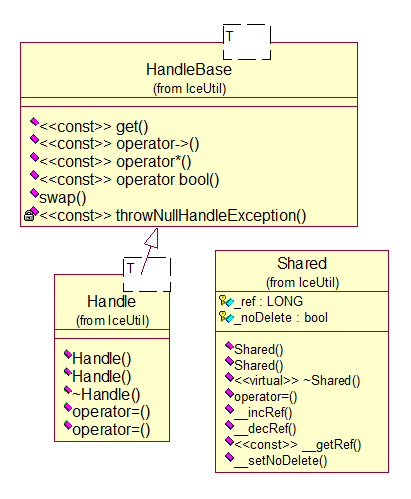 T
HandleBase
(from IceUtil)
<<const>> get()
<<const>> operator->()
<<const>> operator*()
<<const>> operator bool()
swap()
<<const>> throwNullHandleException()
T
Handle
(from IceUtil)
Handle()
Handle()
~Handle()
operator=()
operator=()
Shared
(from IceUtil)
_ref : LONG
_noDelete : bool
Shared()
Shared()
<<virtual>> ~Shared()
operator=()
__incRef()
__decRef()
<<const>> __getRef()
__setNoDelete()